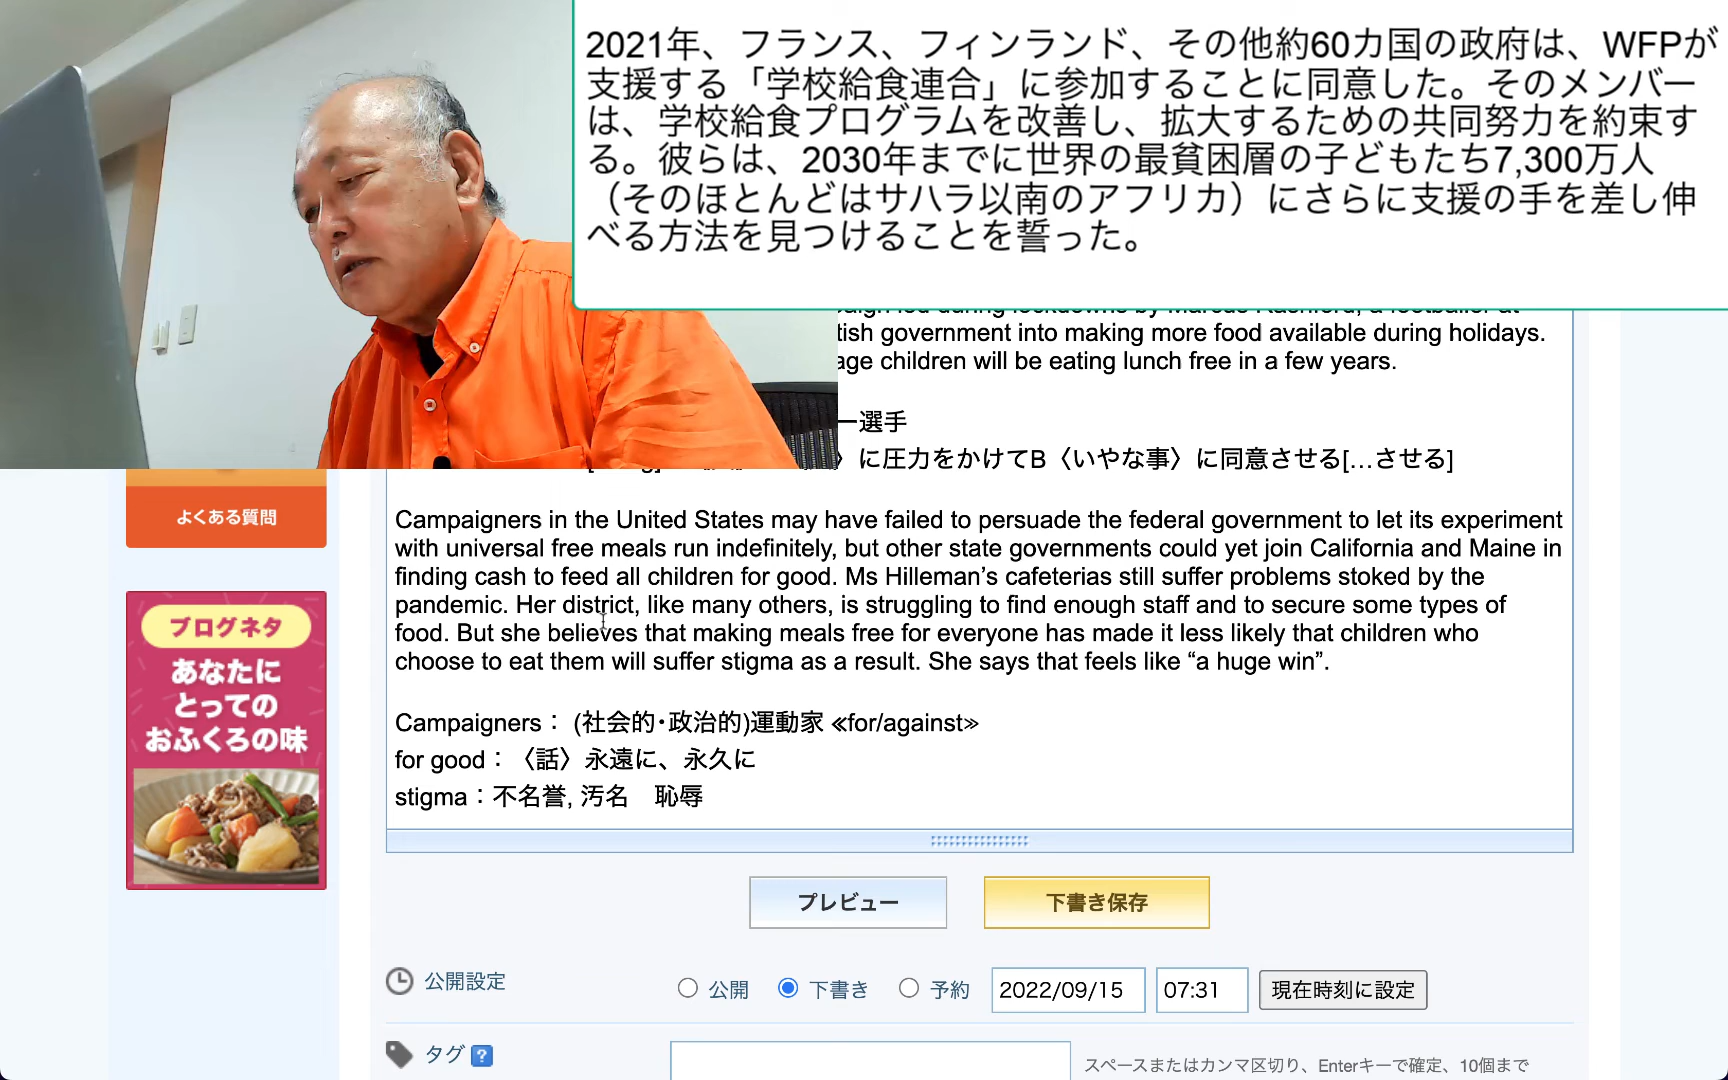 2021年、フランス、フィンランド、その他約60カ国の政府は、WFPが
支援する「学校給食連合」に参加することに同意した。そのメンバー
は、学校給食プログラムを改善し、拡大するための共同努力を約束す
る。彼らは、2030年までに世界の最貧困層の子どもたち7,300万人
（そのほとんどはサハラ以南のアフリカ）にさらに支援の手を差し伸
べる方法を見つけることを誓った。
tish government into making more food available during holidays.
age children will be eating lunch free in a few years.
ー選手
〉に圧力をかけてB〈いやな事〉に同意させる[…させる]
Campaigners in the United States may have failed to persuade the federal government to let its experiment
with universal free meals run indefinitely, but other state governments could yet join California and Maine in
finding cash to feed all children for good. Ms Hilleman’s cafeterias still suffer problems stoked by the
pandemic. Her district, like many others, is struggling to find enough staff and to secure some types of
food. But she believes that making meals free for everyone has made it less likely that children who
choose to eat them will suffer stigma as a result. She says that feels like “a huge win”.
Campaigners： (社会的･政治的)運動家 ≪for/against≫
for good：〈話〉永遠に、永久に
stigma：不名誉, 汚名　恥辱
よくある質問
ブログネタ
あなたに
とっての
おふくろの味
プレビュー
下書き保存
公開設定
公開
下書き
予約
2022/09/15
07:31
現在時刻に設定
タグ ?
スペースまたはカンマ区切り、Enterキーで確定、10個まで